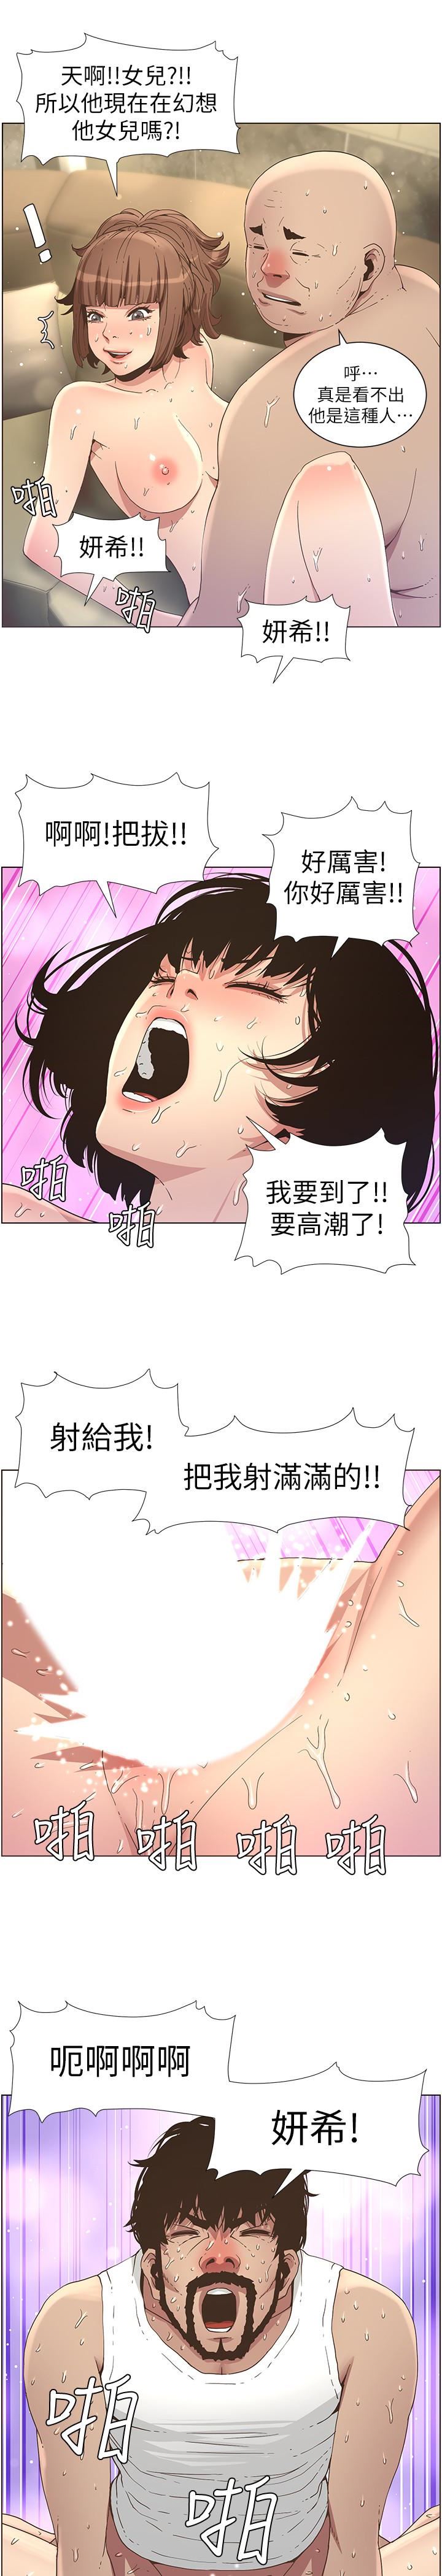 天啊!!女兒?!!
所以他現在在幻想
他女兒嗎?!
呼…
真是看不出
他是這種人…
啪
妍希!!
啪
妍希!!
啊啊!把拔!!
好厲害!
你好厲害!!
啪
啪
我要到了!!
要高潮了!
射給我!
把我射滿滿的!!
啪
啪
啪
啪
呃啊啊啊
妍希!
啪
啪